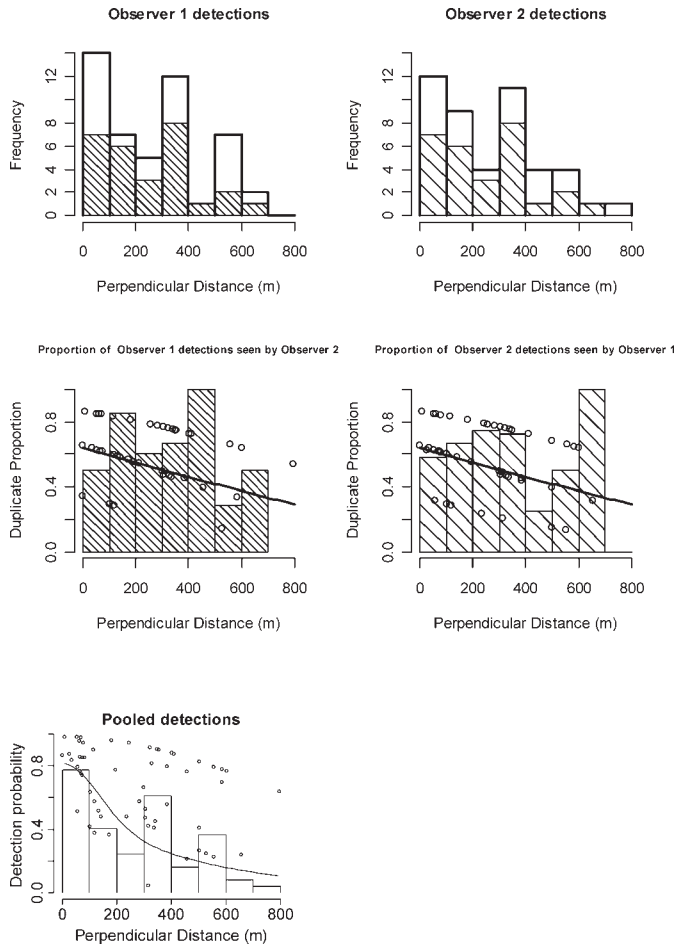 Observer 1 detections
Frequency
0 2 4 6 8 12
0 200 400 600 800
Perpendicular Distance (m)
Observer 2 detections
Frequency
0 2 4 6 8 12
0 200 400 600 800
Perpendicular Distance (m)
Proportion of Observer 1 detections seen by Observer 2
Duplicate Proportion
0.0 0.4 0.8
0 200 400 600 800
Perpendicular Distance (m)
Proportion of Observer 2 detections seen by Observer 1
Duplicate Proportion
0.0 0.4 0.8
0 200 400 600 800
Perpendicular Distance (m)
Pooled detections
Detection probability
0.0 0.4 0.8
0 200 400 600 800
Perpendicular Distance (m)